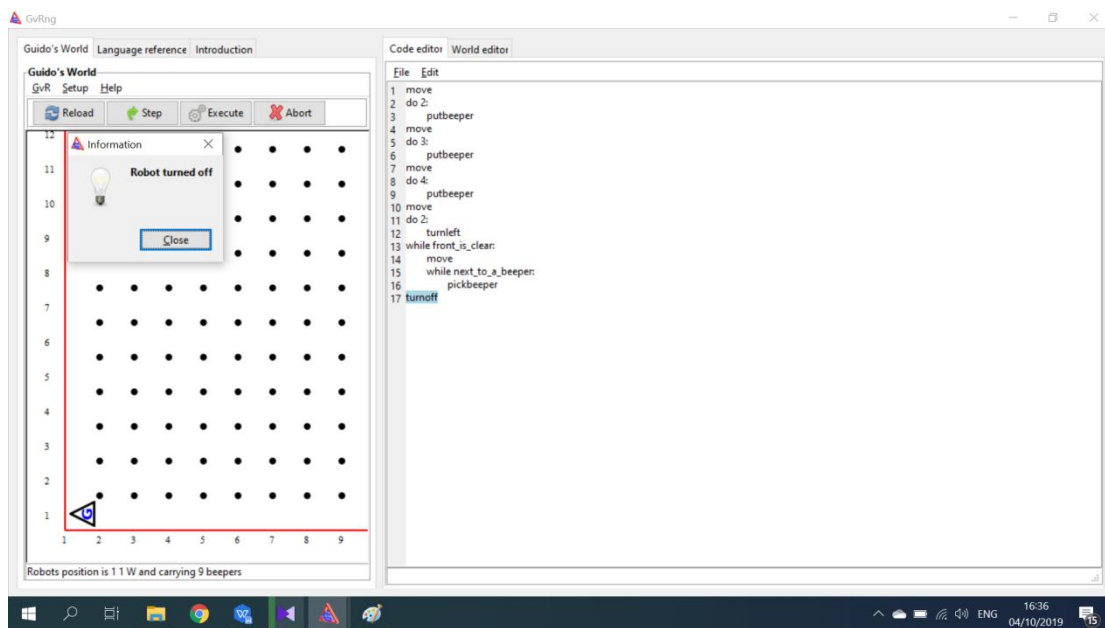 GvRng
Guido's World Language reference Introduction
Guido's World
GvR Setup Help
Reload Step Execute Abort
Information
Robot turned off
Close
12
11
10
9
8
7
6
5
4
3
2
1
G
1 2 3 4 5 6 7 8 9
Robots position is 1 1 W and carrying 9 beepers
Code editor World editor
File Edit
1 move
2 do 2:
3 putbeeper
4 move
5 do 3:
6 putbeeper
7 move
8 do 4:
9 putbeeper
10 move
11 do 2:
12 turnleft
13 while front_is_clear:
14 move
15 while next_to_a_beeper:
16 pickbeeper
17 turnoff
ENG
16:36
04/10/2019
15